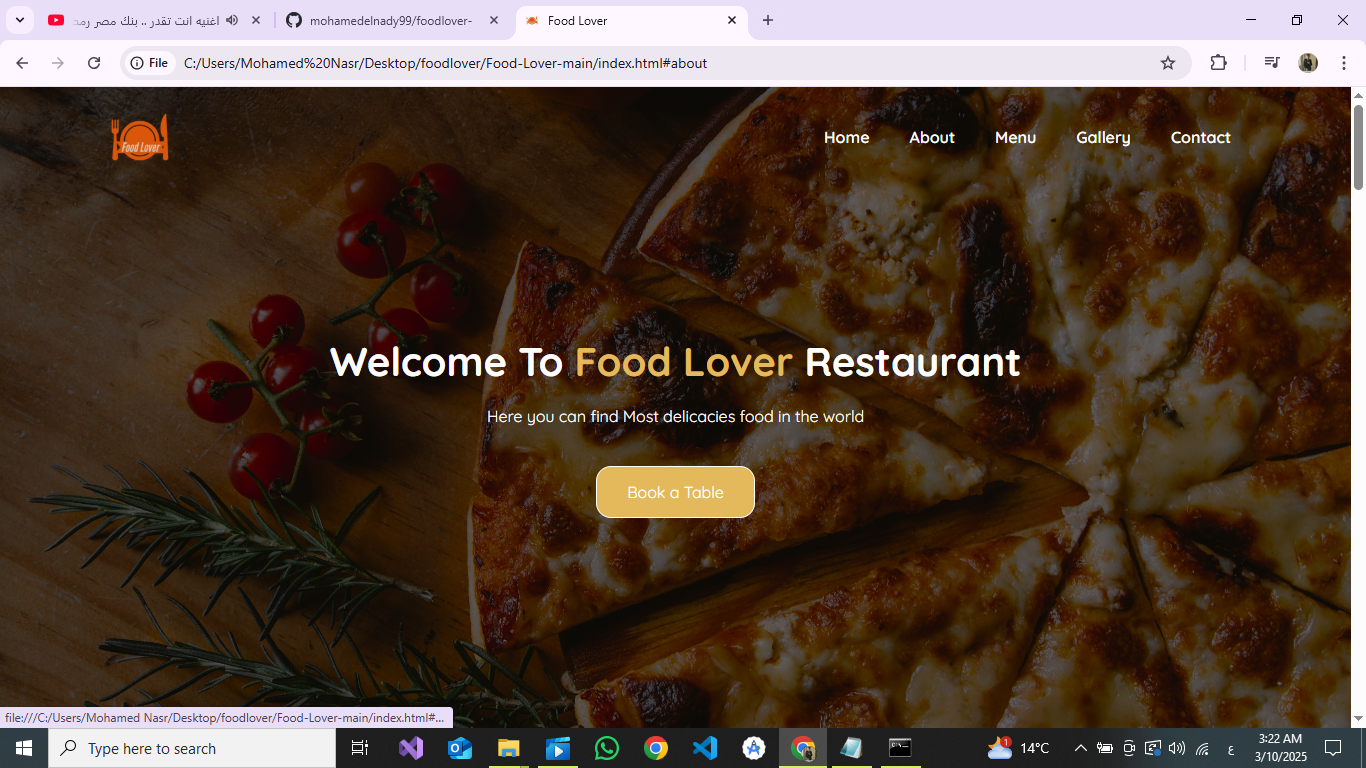 اغنيه انت تقدر .. بنك مصر رمض
mohamedelnady99/foodlover-
Food Lover
File
C:/Users/Mohamed%20Nasr/Desktop/foodlover/Food-Lover-main/index.html#about
Food Lover
Home
About
Menu
Gallery
Contact
Welcome To Food Lover Restaurant
Here you can find Most delicacies food in the world
Book a Table
file:///C:/Users/Mohamed Nasr/Desktop/foodlover/Food-Lover-main/index.html#...
Type here to search
1
14°C
ع
3:22 AM
3/10/2025